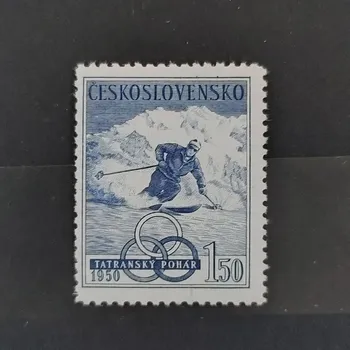 ČESKOSLOVENSKO
TATRANSKÝ POHÁR
1950
1.50